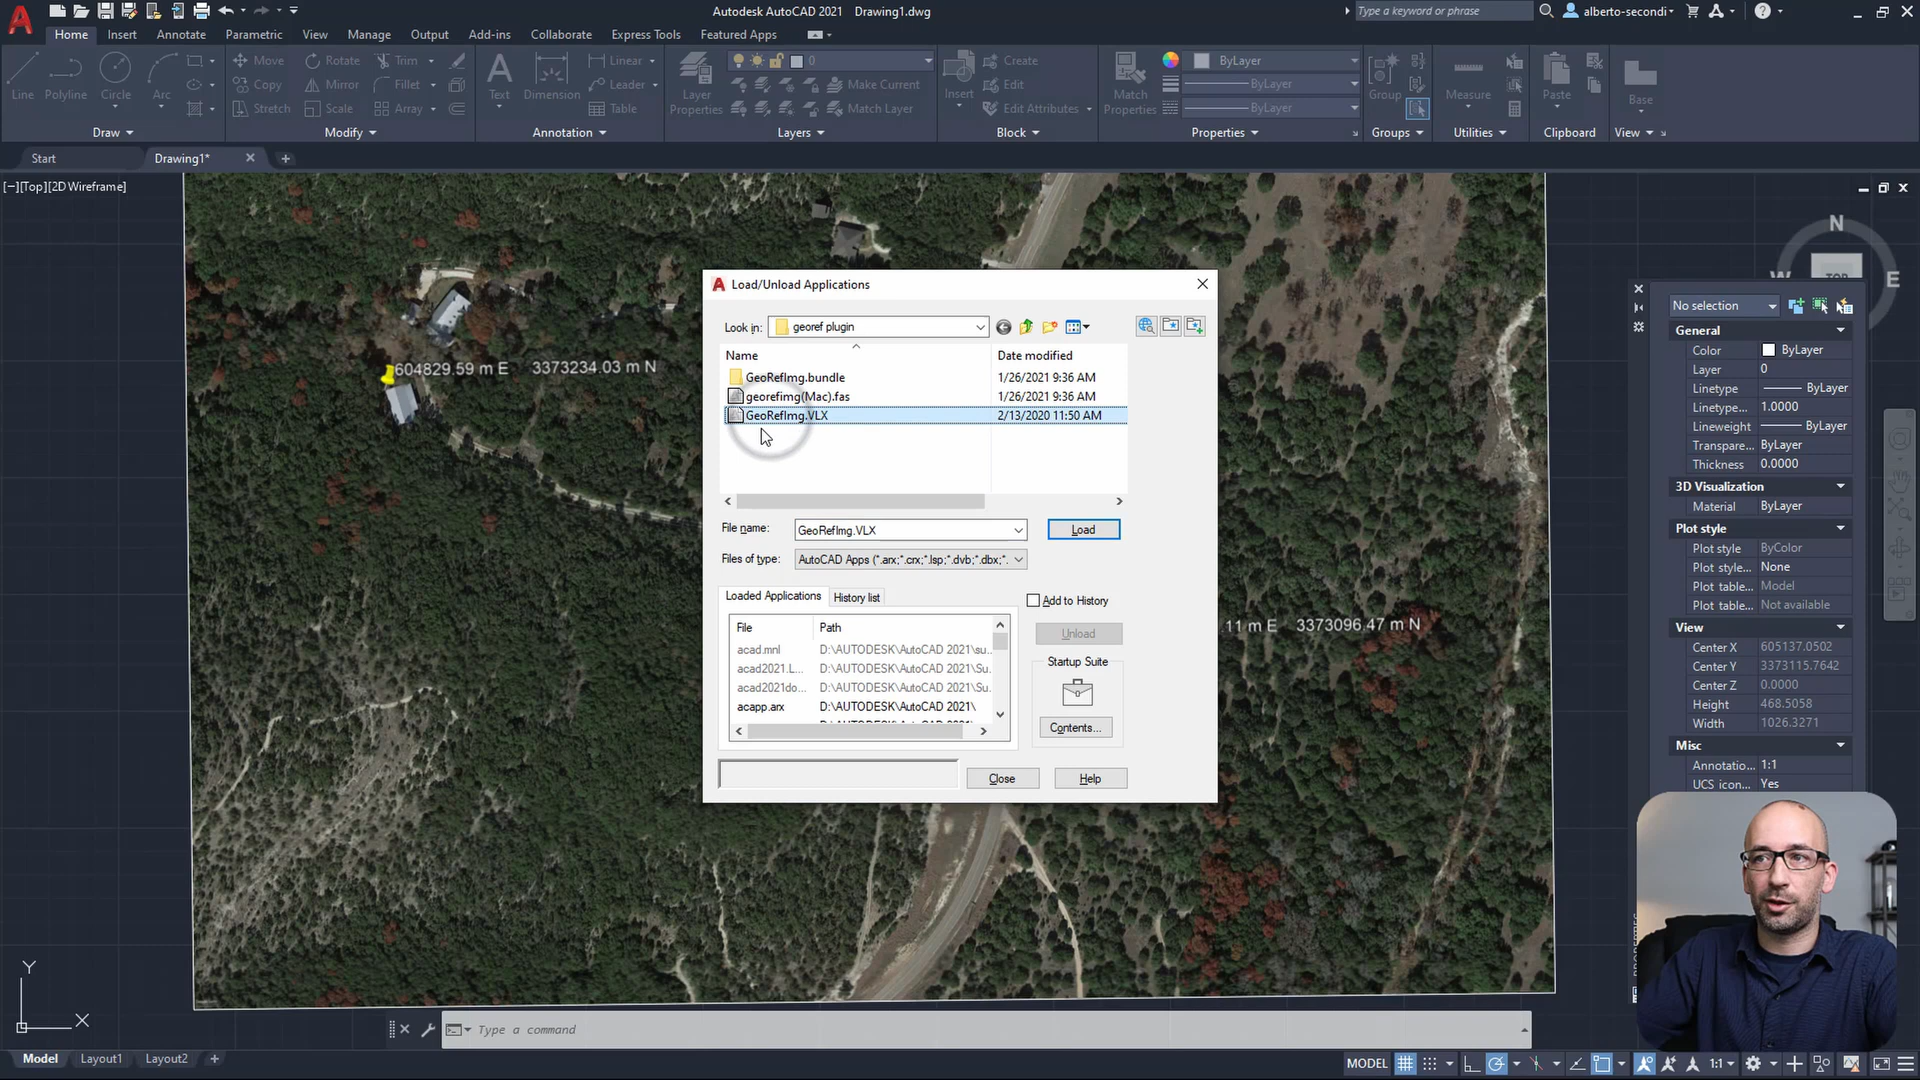 Autodesk AutoCAD 2021 Drawing1.dwg
Type a keyword or phrase
alberto-secondi
Home Insert Annotate Parametric View Manage Output Add-ins Collaborate Express Tools Featured Apps
Line
Polyline
Circle
Arc
Draw
Move Rotate Trim
Copy Mirror Fillet
Stretch Scale Array
Modify
Text
Dimension
Linear
Leader
Table
Annotation
Layer
Properties
0
Make Current
Match Layer
Layers
Insert
Create
Edit
Edit Attributes
Block
Match
Properties
ByLayer
ByLayer
ByLayer
Properties
Group
Groups
Measure
Utilities
Paste
Clipboard
Base
View
Start
Drawing1*
[−][Top][2D Wireframe]
N
W
TOP
E
604829.59 m E 3373234.03 m N
11 m E 3373096.47 m N
Load/Unload Applications
Look in: georef plugin
Name Date modified
GeoRefImg.bundle 1/26/2021 9:36 AM
georefimg(Mac).fas 1/26/2021 9:36 AM
GeoRefImg.VLX 2/13/2020 11:50 AM
File name: GeoRefImg.VLX Load
Files of type: AutoCAD Apps (*.arx;*.crx;*.lsp;*.dvb;*.dbx;*.
Loaded Applications History list
Add to History
File Path
acad.mnl D:\AUTODESK\AutoCAD 2021\su..
acad2021.L... D:\AUTODESK\AutoCAD 2021\Su..
acad2021do... D:\AUTODESK\AutoCAD 2021\Su..
acapp.arx D:\AUTODESK\AutoCAD 2021\
Unload
Startup Suite
Contents...
Close
Help
No selection
General
Color ByLayer
Layer 0
Linetype ByLayer
Linetype... 1.0000
Lineweight ByLayer
Transpare... ByLayer
Thickness 0.0000
3D Visualization
Material ByLayer
Plot style
Plot style ByColor
Plot style... None
Plot table... Model
Plot table... Not available
View
Center X 605137.0502
Center Y 3373115.7642
Center Z 0.0000
Height 468.5058
Width 1026.3271
Misc
Annotatio... 1:1
UCS icon... Yes
PROPERTIES
Y
X
Type a command
Model Layout1 Layout2
MODEL
1:1